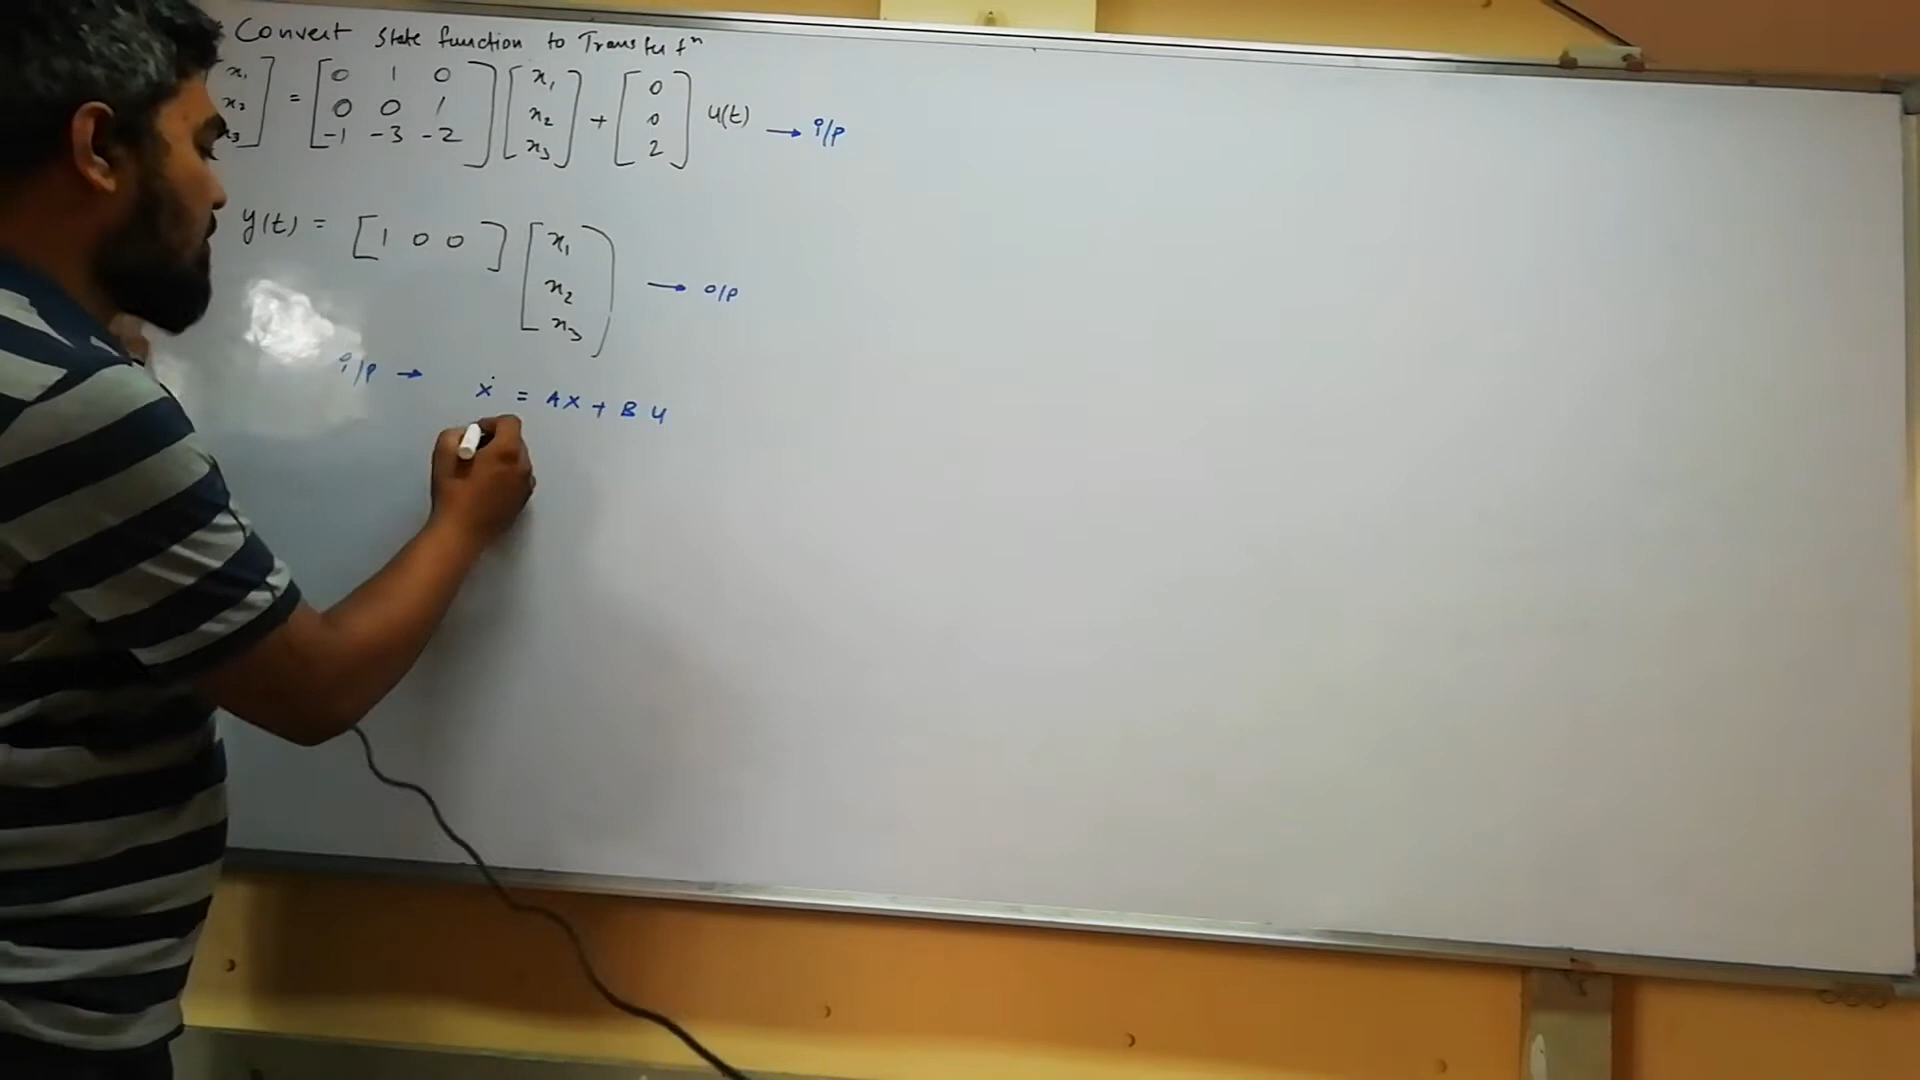 * Convert state function to Transfer fⁿ
[x₁ x₂ x₃] = [0 1 0; 0 0 1; -1 -3 -2] [x₁ x₂ x₃] + [0 0 2] u(t) → i/p
y(t) = [1 0 0] [x₁ x₂ x₃] → o/p
i/p → Ẋ = AX + BU